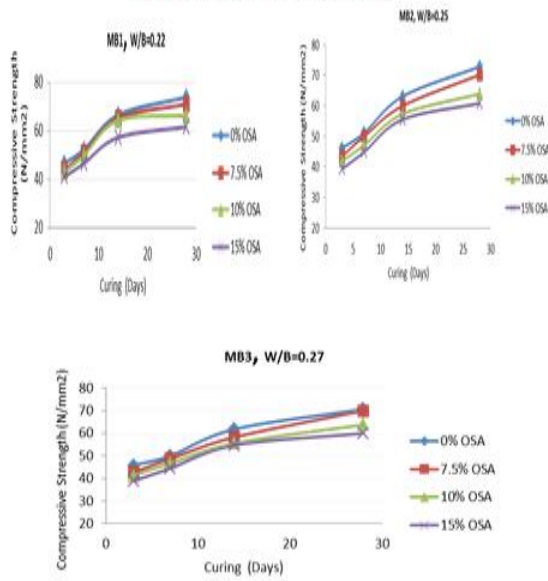 MB1, W/B=0.22
Compressive Strength
(N/mm2)
80
60
40
20
0 10 20 30
Curing (Days)
0% OSA
7.5% OSA
10% OSA
15% OSA
MB2, W/B=0.25
Compressive Strength (N/mm2)
80
70
60
50
40
30
20
0 5 10 15 20 25 30
Curing (Days)
0% OSA
7.5% OSA
10% OSA
15% OSA
MB3, W/B=0.27
Compressive Strength (N/mm2)
80
70
60
50
40
30
20
0 10 20 30
Curing (Days)
0% OSA
7.5% OSA
10% OSA
15% OSA